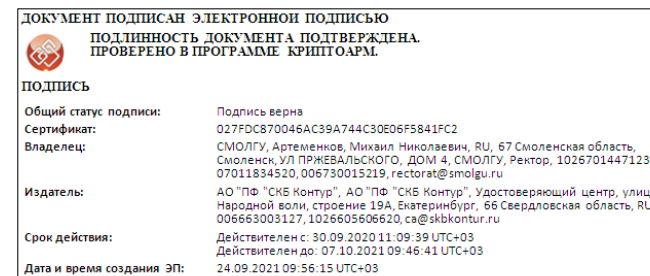 ДОКУМЕНТ ПОДПИСАН ЭЛЕКТРОННОЙ ПОДПИСЬЮ
ПОДЛИННОСТЬ ДОКУМЕНТА ПОДТВЕРЖДЕНА.
ПРОВЕРЕНО В ПРОГРАММЕ КРИПТОАРМ.
ПОДПИСЬ
Общий статус подписи: Подпись верна
Сертификат: 027FDC870046AC39A744C30E06F5841FC2
Владелец: СМОЛГУ, Артеменков, Михаил Николаевич, RU, 67 Смоленская область,
Смоленск, УЛ ПРЖЕВАЛЬСКОГО, ДОМ 4, СМОЛГУ, Ректор, 1026701447123
07011834520, 006730015219, rectorat@smolgu.ru
Издатель: АО "ПФ "СКБ Контур", АО "ПФ "СКБ Контур", Удостоверяющий центр, улиц
Народной воли, строение 19А, Екатеринбург, 66 Свердловская область, RU
006663003127, 1026605606620, ca@skbkontur.ru
Срок действия: Действителен с: 30.09.2020 11:09:39 UTC+03
Действителен до: 07.10.2021 09:46:41 UTC+03
Дата и время создания ЭП: 24.09.2021 09:56:15 UTC+03